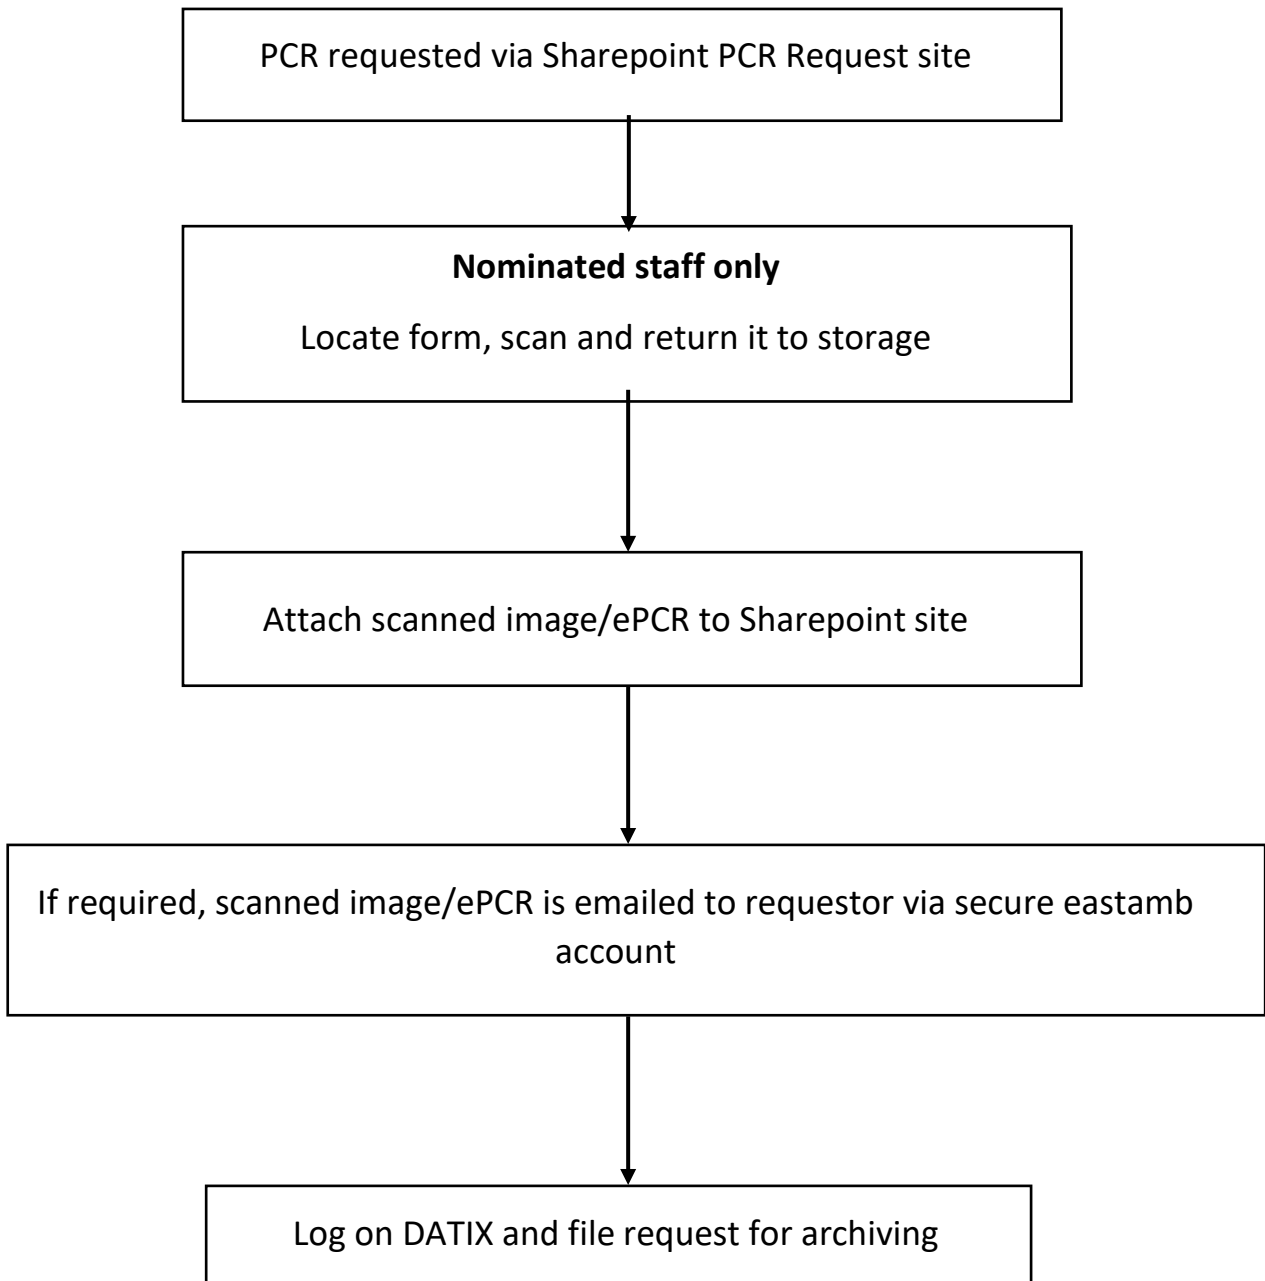 PCR requested via Sharepoint PCR Request site
Nominated staff only
Locate form, scan and return it to storage
Attach scanned image/ePCR to Sharepoint site
If required, scanned image/ePCR is emailed to requestor via secure eastamb
account
Log on DATIX and file request for archiving